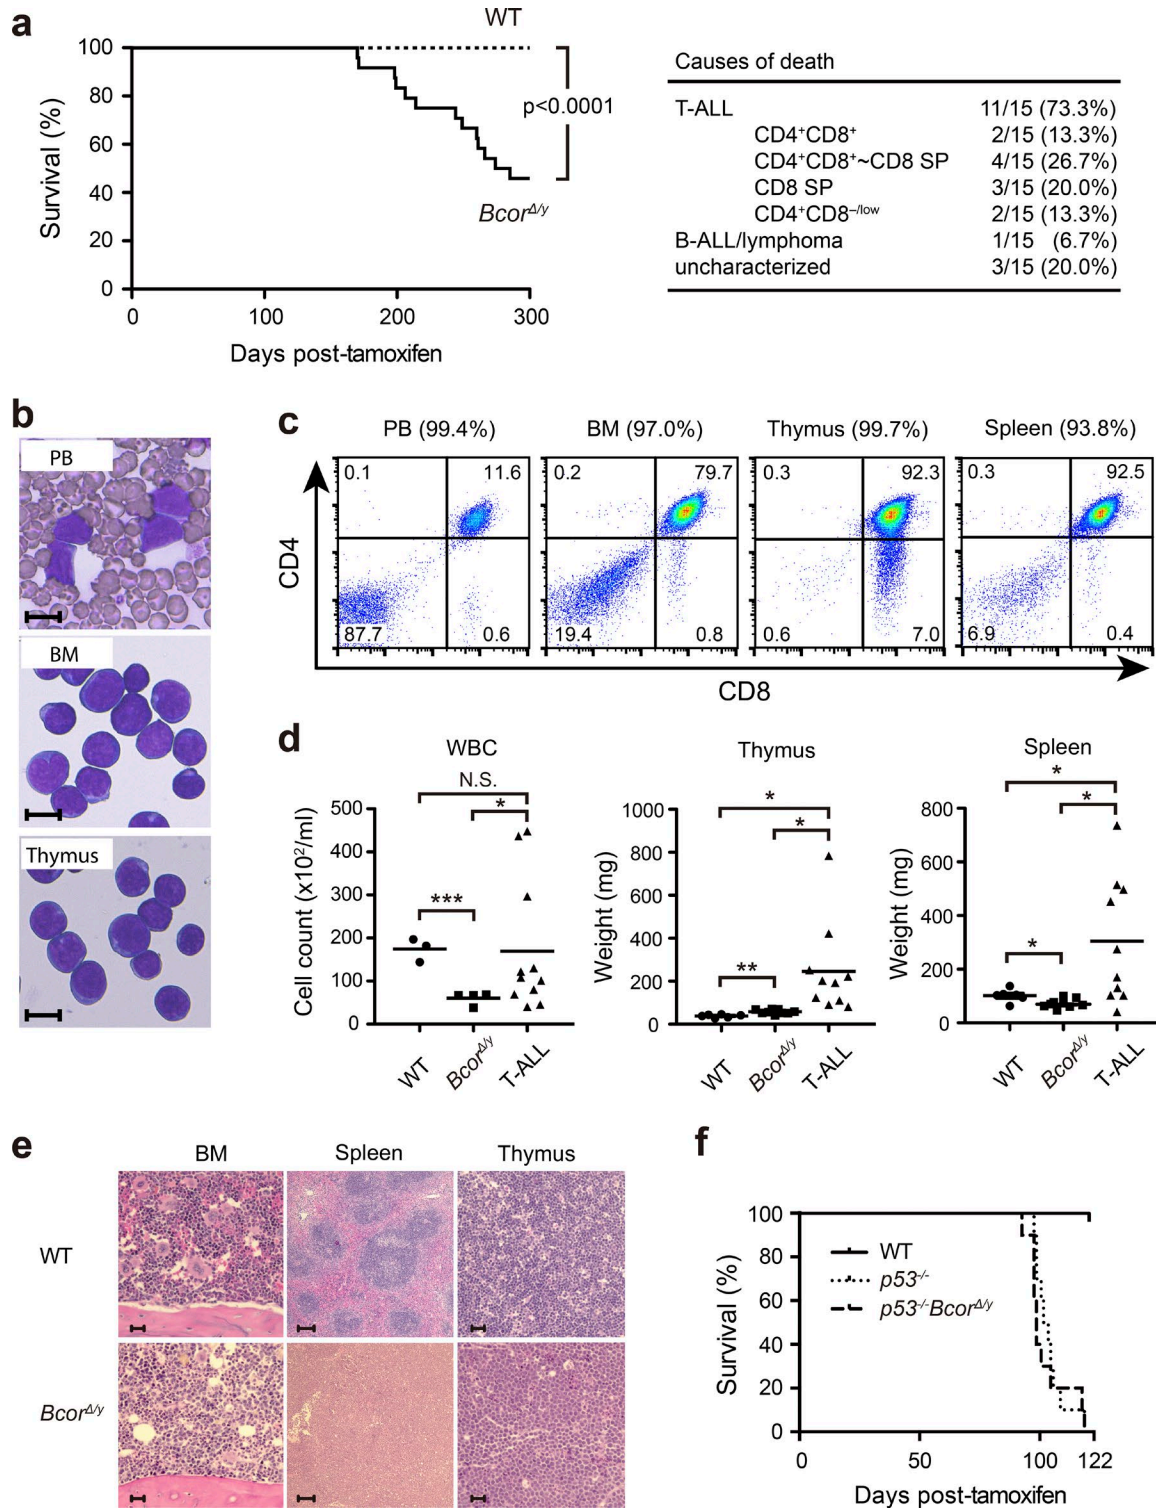 a
WT
100
80
60
40
20
0
Survival (%)
p<0.0001
Bcor^Δ/y
0 100 200 300
Days post-tamoxifen
Causes of death
T-ALL 11/15 (73.3%)
CD4⁺CD8⁺ 2/15 (13.3%)
CD4⁺CD8⁺~CD8 SP 4/15 (26.7%)
CD8 SP 3/15 (20.0%)
CD4⁺CD8^–/low 2/15 (13.3%)
B-ALL/lymphoma 1/15 (6.7%)
uncharacterized 3/15 (20.0%)
b
PB
BM
Thymus
c
PB (99.4%) BM (97.0%) Thymus (99.7%) Spleen (93.8%)
0.1 11.6 0.2 79.7 0.3 92.3 0.3 92.5
87.7 0.6 19.4 0.8 0.6 7.0 6.9 0.4
CD4
CD8
d
WBC
N.S.
*
***
500
400
300
200
100
0
Cell count (x10²/ml)
WT Bcor^Δ/y T-ALL
Thymus
*
*
**
1000
800
600
400
200
0
Weight (mg)
WT Bcor^Δ/y T-ALL
Spleen
*
*
*
800
600
400
200
0
Weight (mg)
WT Bcor^Δ/y T-ALL
e
BM Spleen Thymus
WT
Bcor^Δ/y
f
100
80
60
40
20
0
Survival (%)
WT
p53^-/-
p53^-/-Bcor^Δ/y
0 50 100 122
Days post-tamoxifen